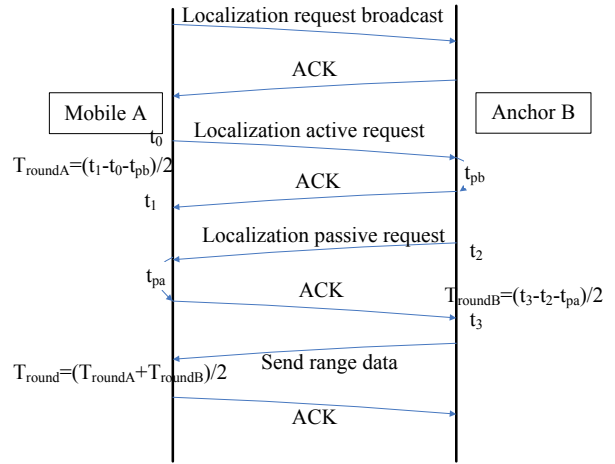 Localization request broadcast
ACK
Mobile A
Anchor B
t0
Localization active request
TroundA=(t1-t0-tpb)/2
tpb
ACK
t1
Localization passive request
t2
tpa
ACK
TroundB=(t3-t2-tpa)/2
t3
Send range data
Tround=(TroundA+TroundB)/2
ACK